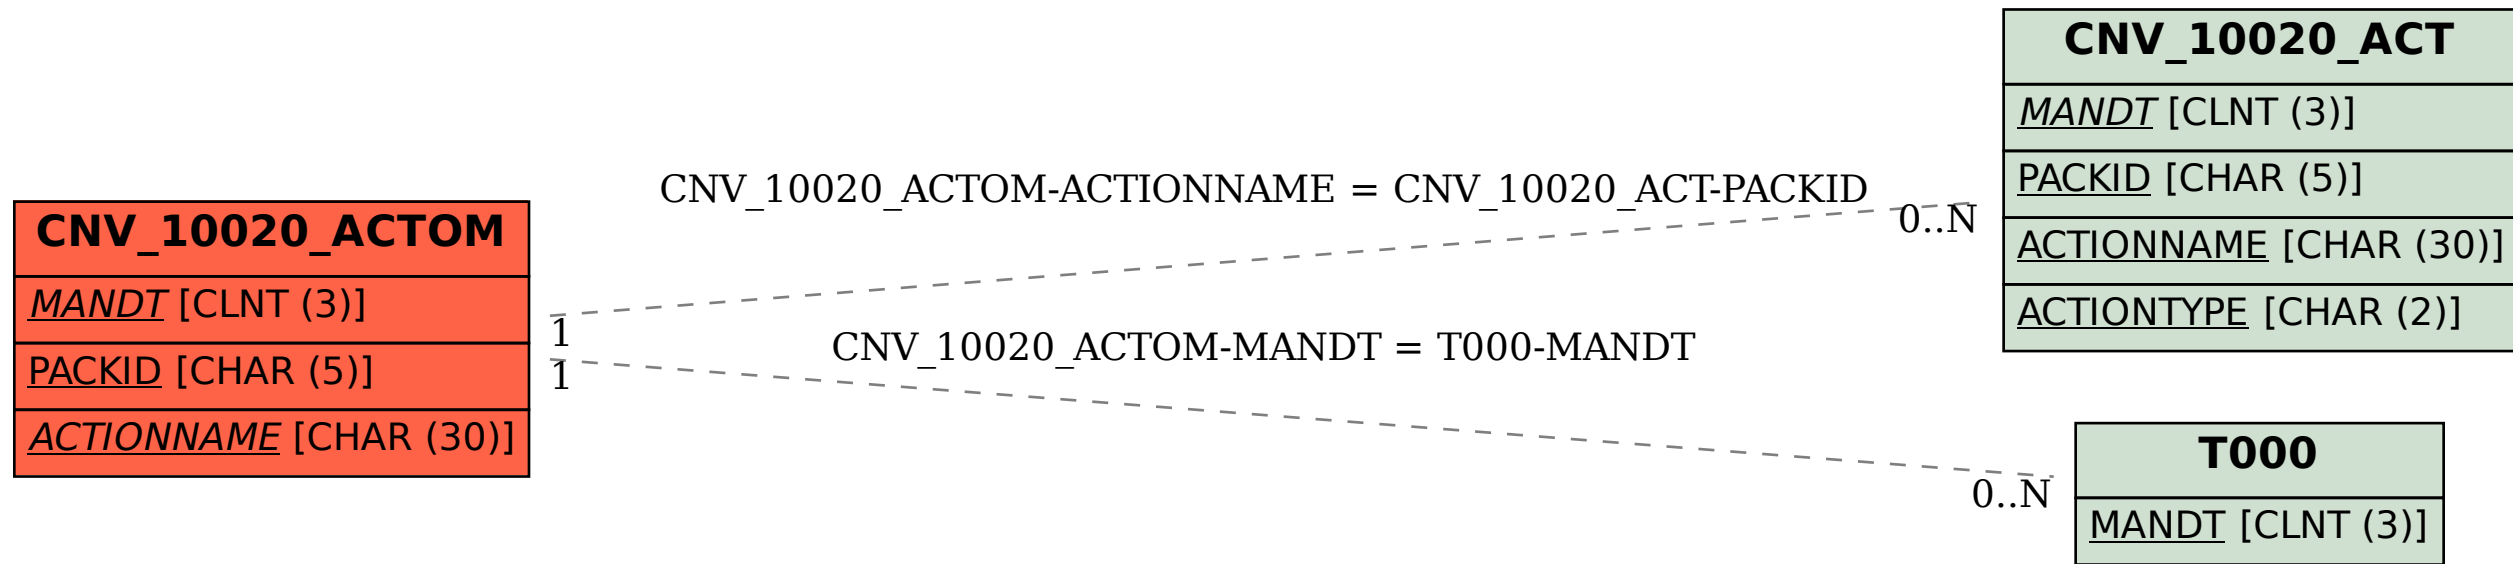 CNV_10020_ACTOM
MANDT [CLNT (3)]
PACKID [CHAR (5)]
ACTIONNAME [CHAR (30)]
CNV_10020_ACTOM-ACTIONNAME = CNV_10020_ACT-PACKID
0..N
1
CNV_10020_ACTOM-MANDT = T000-MANDT
1
0..N
CNV_10020_ACT
MANDT [CLNT (3)]
PACKID [CHAR (5)]
ACTIONNAME [CHAR (30)]
ACTIONTYPE [CHAR (2)]
T000
MANDT [CLNT (3)]